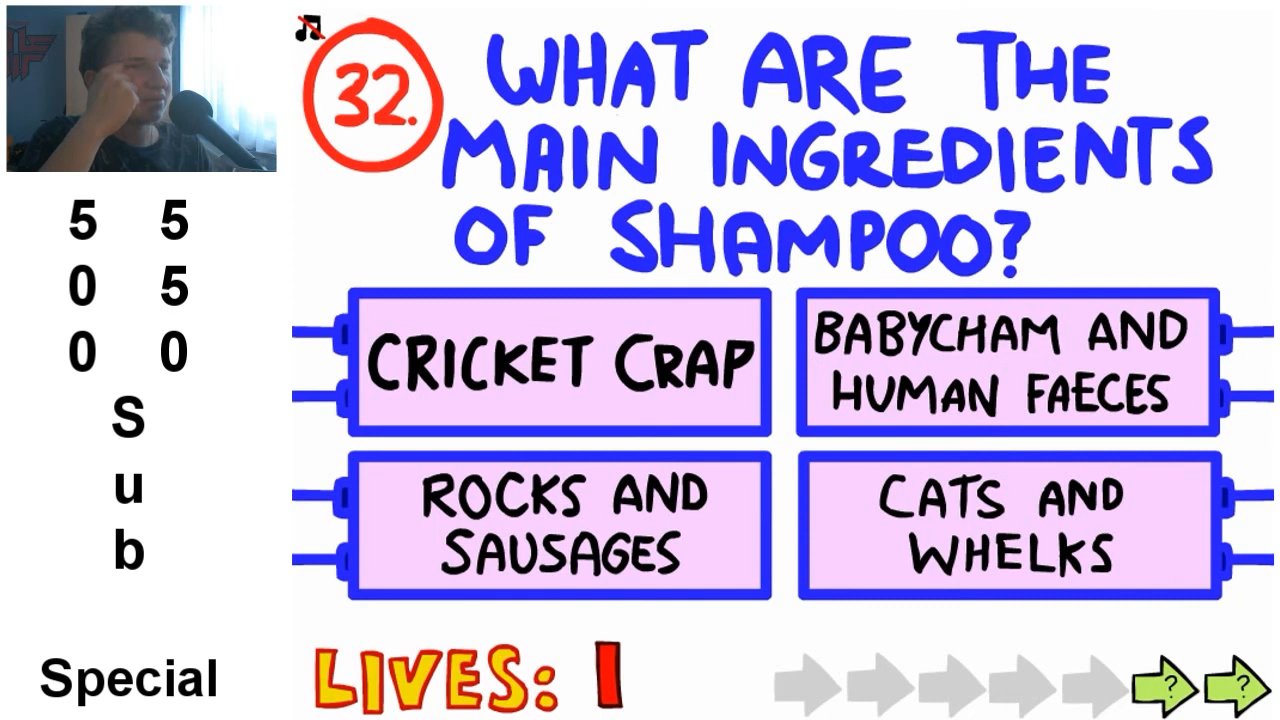 5 5
0 5
0 0
S
u
b
Special
32.
WHAT ARE THE
MAIN INGREDIENTS
OF SHAMPOO?
CRICKET CRAP
BABYCHAM AND
HUMAN FAECES
ROCKS AND
SAUSAGES
CATS AND
WHELKS
LIVES: 1
? ?